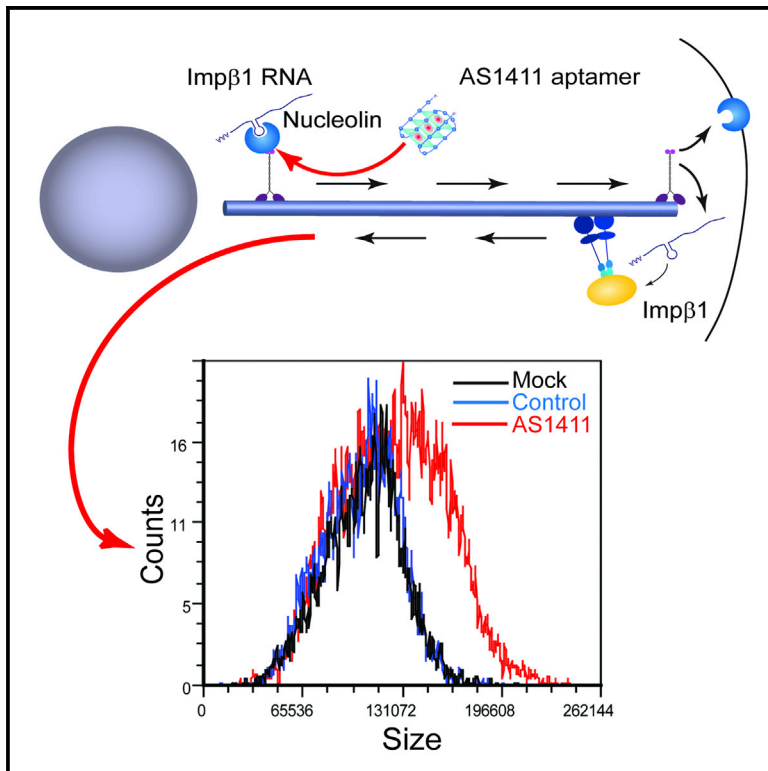 Impβ1 RNA
AS1411 aptamer
Nucleolin
Impβ1
Mock
Control
AS1411
16
11
5
0
Counts
0 65536 131072 196608 262144
Size